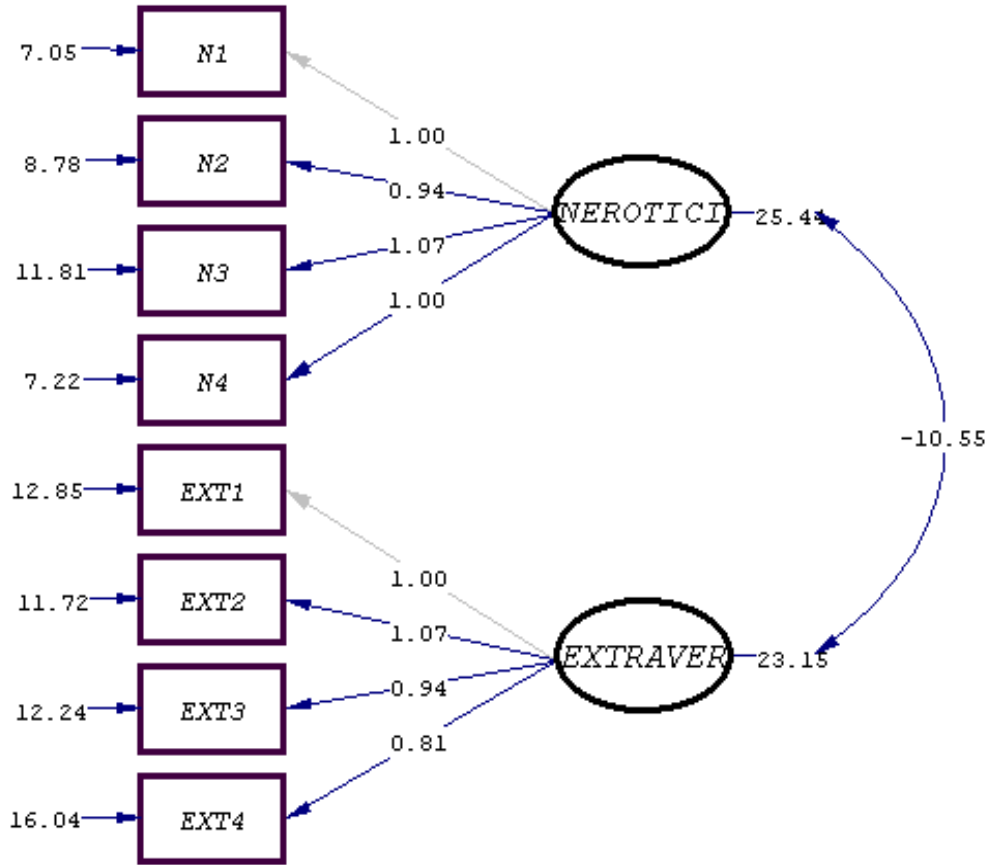 7.05 N1
1.00
8.78 N2
0.94
NEROTICI 25.44
11.81 N3
1.07
1.00
7.22 N4
-10.55
12.85 EXT1
1.00
11.72 EXT2
1.07
EXTRAVER 23.15
0.94
12.24 EXT3
0.81
16.04 EXT4